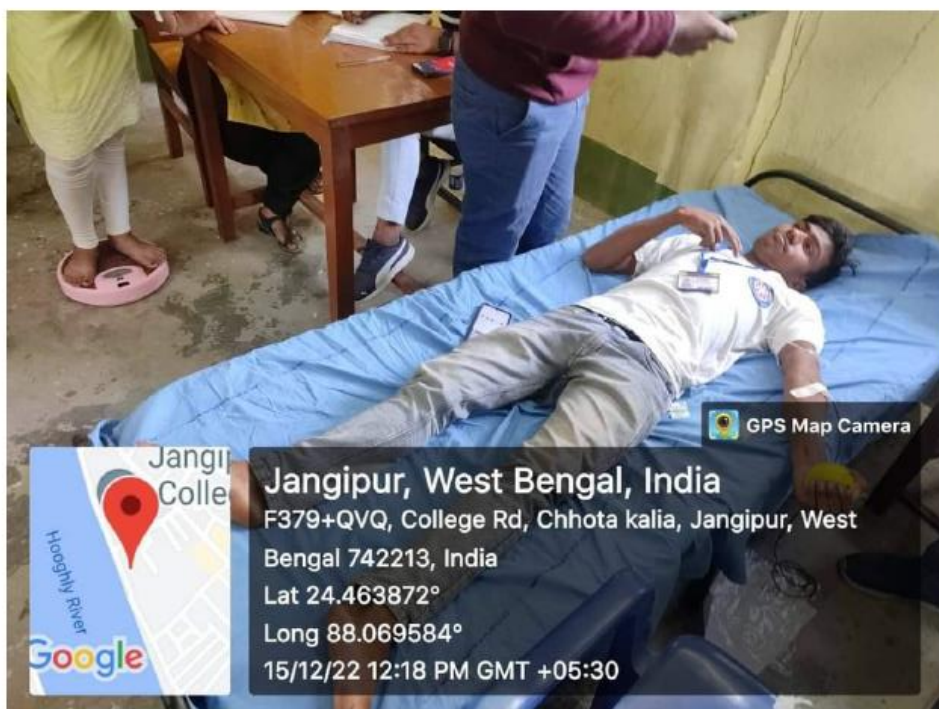 GPS Map Camera
Jangip
Colle
Hooghly River
Google
Jangipur, West Bengal, India
F379+QVQ, College Rd, Chhota kalia, Jangipur, West
Bengal 742213, India
Lat 24.463872°
Long 88.069584°
15/12/22 12:18 PM GMT +05:30